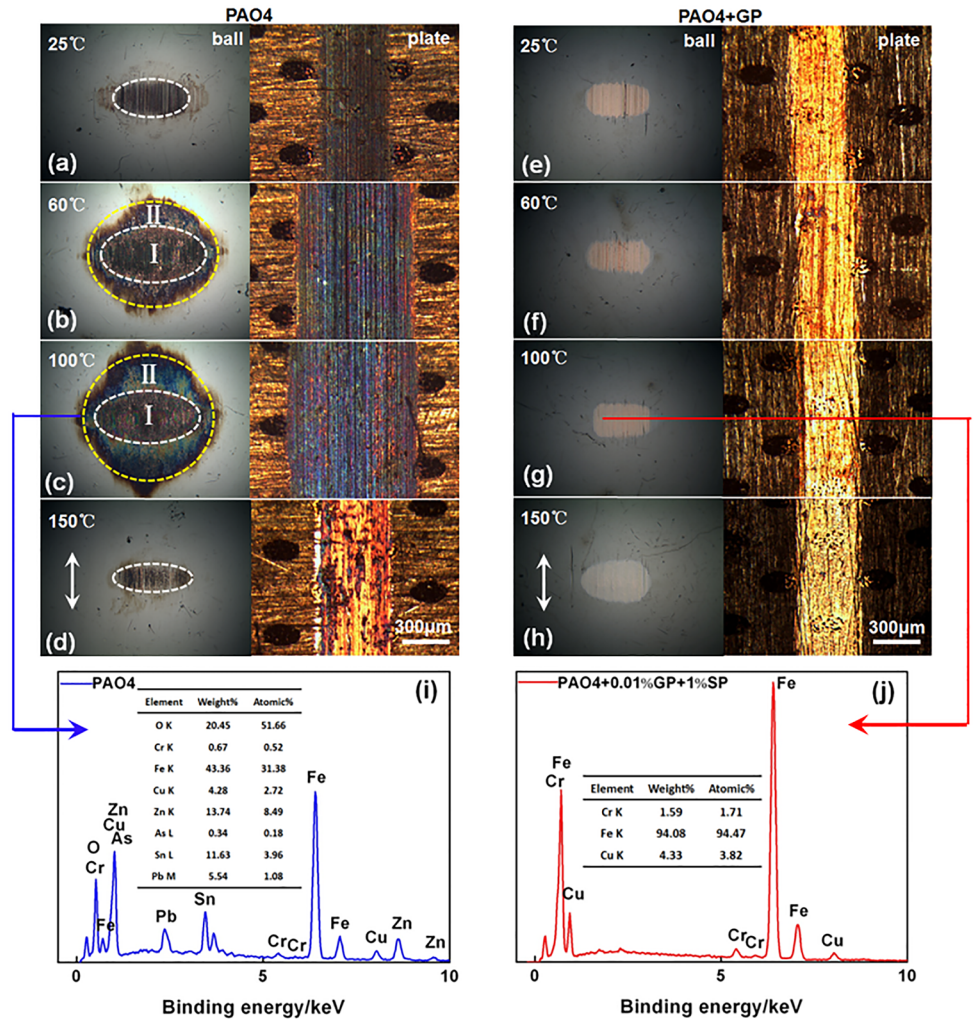 PAO4
PAO4+GP
25℃
ball
plate
(a)
60℃
II
I
(b)
100℃
II
I
(c)
150℃
(d)
300μm
25℃
ball
plate
(e)
60℃
(f)
100℃
(g)
150℃
(h)
300μm
PAO4
(i)
Element Weight% Atomic%
O K 20.45 51.66
Cr K 0.67 0.52
Fe K 43.36 31.38
Cu K 4.28 2.72
Zn K 13.74 8.49
As L 0.34 0.18
Sn L 11.63 3.96
Pb M 5.54 1.08
O
Cr
Fe
Zn
Cu
As
Pb
Sn
Cr
Cr
Fe
Fe
Cu
Zn
Zn
0 5 10
Binding energy/keV
PAO4+0.01%GP+1%SP
(j)
Element Weight% Atomic%
Cr K 1.59 1.71
Fe K 94.08 94.47
Cu K 4.33 3.82
Fe
Cr
Cu
Cr
Cr
Fe
Fe
Cu
0 5 10
Binding energy/keV